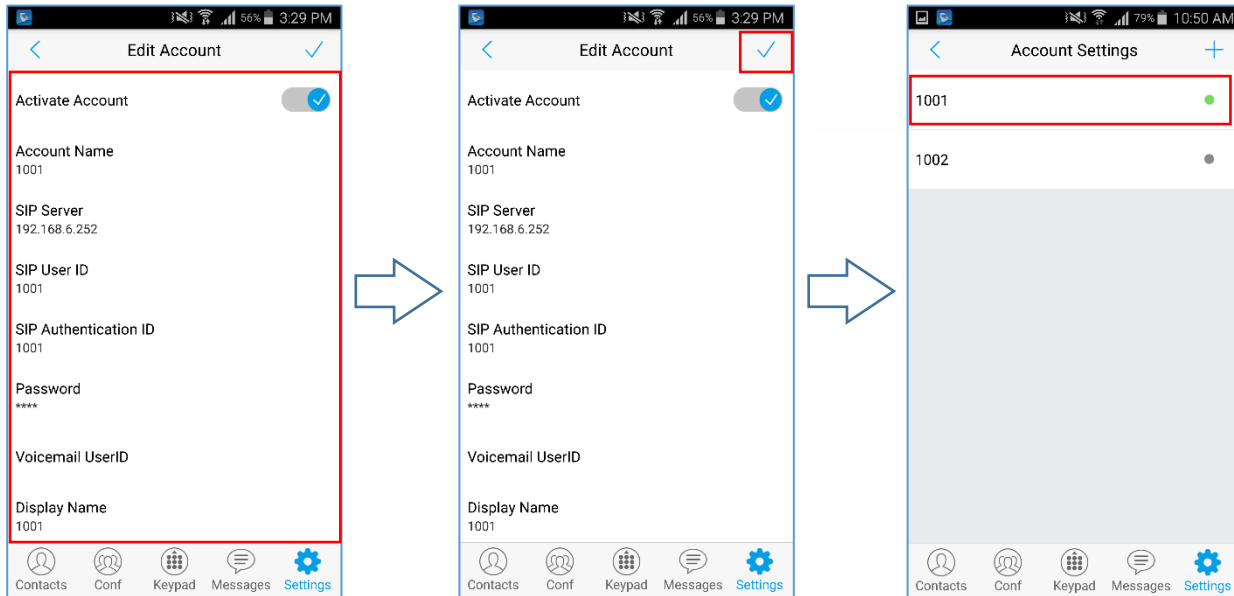 56% 3:29 PM
Edit Account
Activate Account
Account Name
1001
SIP Server
192.168.6.252
SIP User ID
1001
SIP Authentication ID
1001
Password
****
Voicemail UserID
Display Name
1001
Contacts Conf Keypad Messages Settings
56% 3:29 PM
Edit Account
Activate Account
Account Name
1001
SIP Server
192.168.6.252
SIP User ID
1001
SIP Authentication ID
1001
Password
****
Voicemail UserID
Display Name
1001
Contacts Conf Keypad Messages Settings
79% 10:50 AM
Account Settings
1001
1002
Contacts Conf Keypad Messages Settings